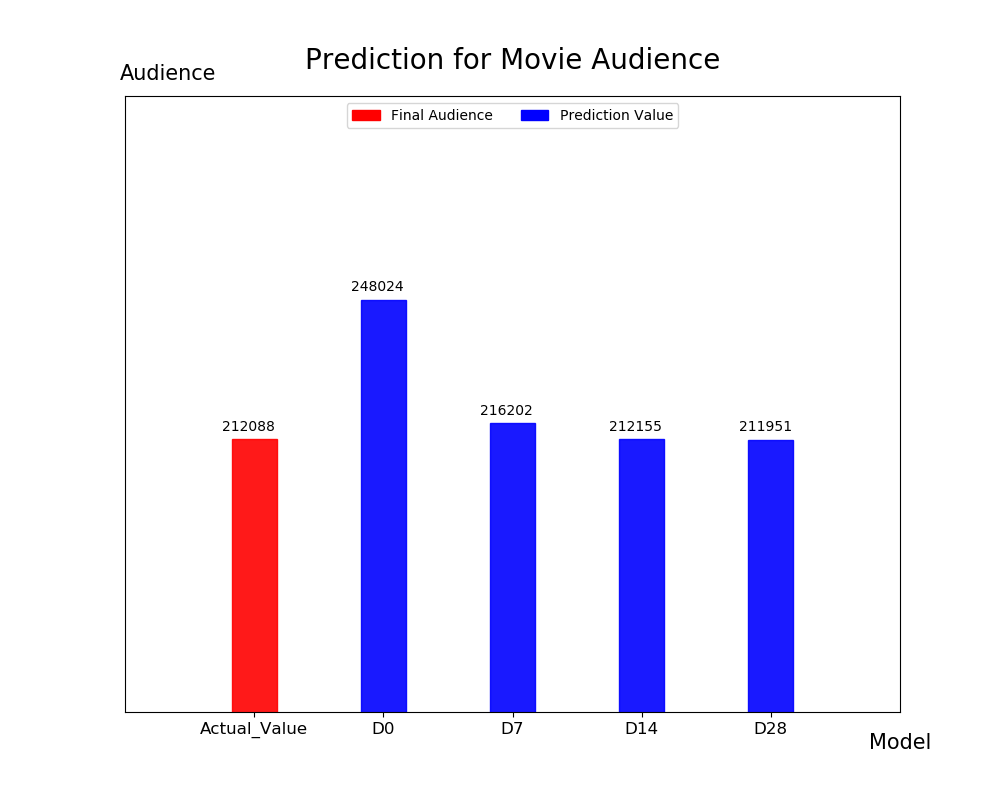 Prediction for Movie Audience
Audience
Final Audience Prediction Value
248024
216202
212088
212155
211951
Actual_Value D0 D7 D14 D28
Model